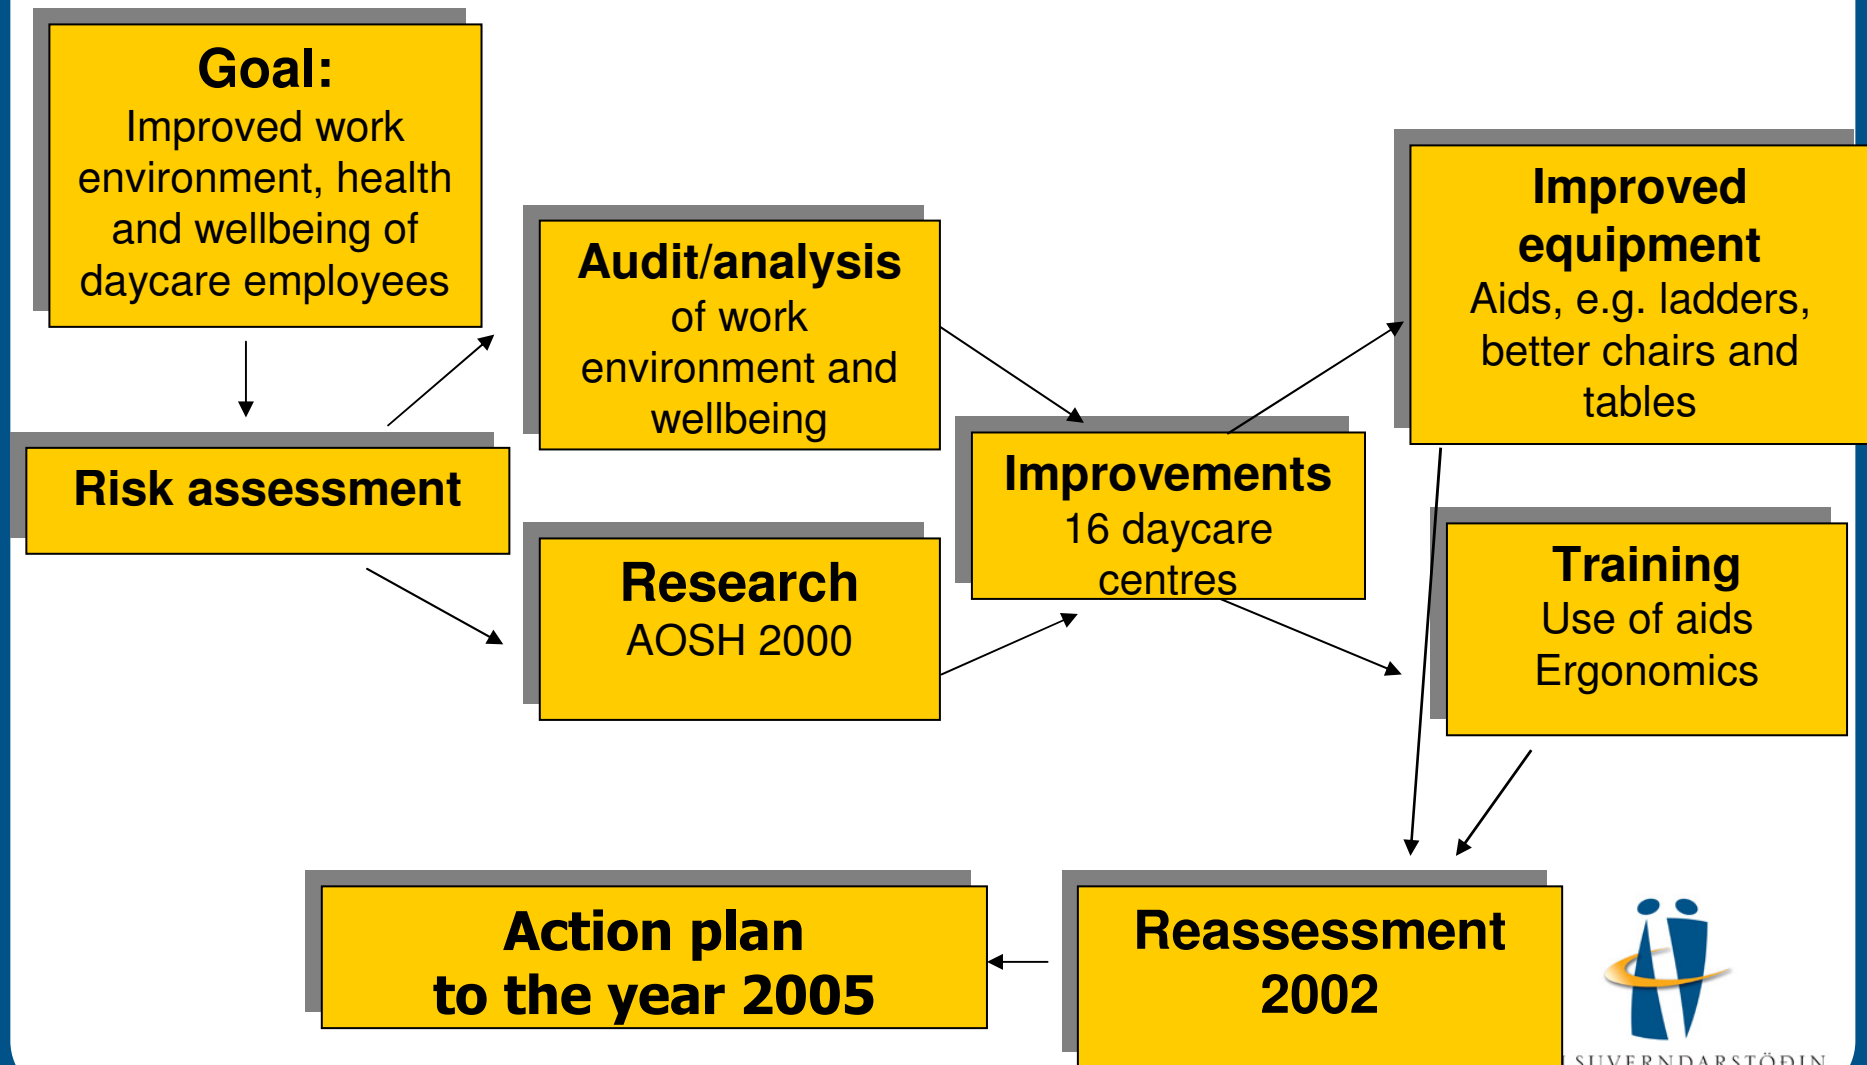 Goal:
Improved work
environment, health
and wellbeing of
daycare employees
Risk assessment
Audit/analysis
of work
environment and
wellbeing
Research
AOSH 2000
Improvements
16 daycare
centres
Improved
equipment
Aids, e.g. ladders,
better chairs and
tables
Training
Use of aids
Ergonomics
Reassessment
2002
Action plan
to the year 2005